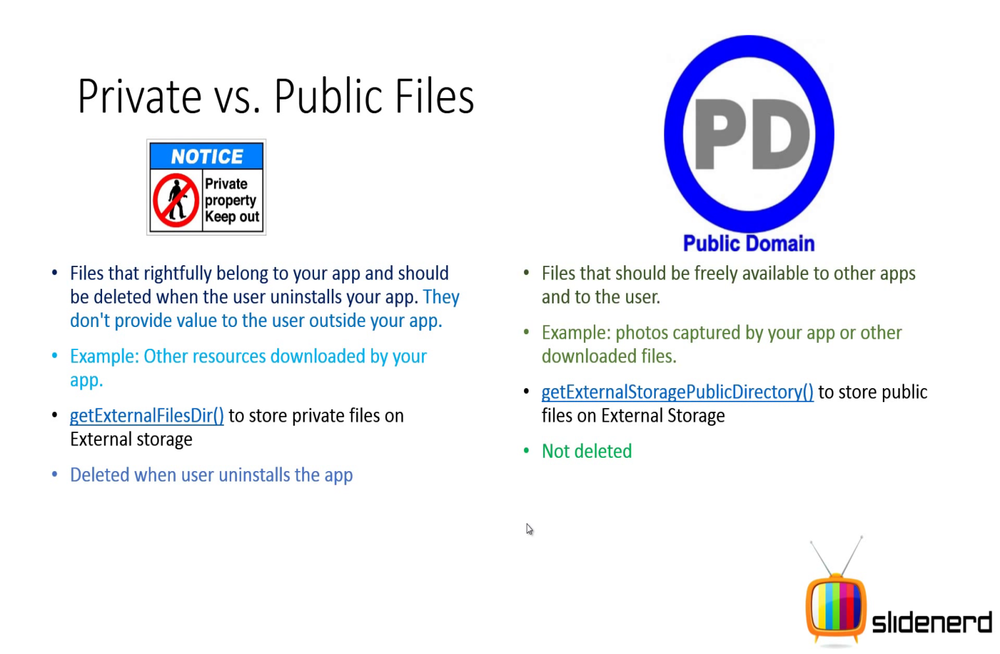 Private vs. Public Files
NOTICE
Private
property
Keep out
PD
Public Domain
• Files that rightfully belong to your app and should
be deleted when the user uninstalls your app. They
don't provide value to the user outside your app.
• Example: Other resources downloaded by your
app.
• getExternalFilesDir() to store private files on
External storage
• Deleted when user uninstalls the app
• Files that should be freely available to other apps
and to the user.
• Example: photos captured by your app or other
downloaded files.
• getExternalStoragePublicDirectory() to store public
files on External Storage
• Not deleted
slidenerd